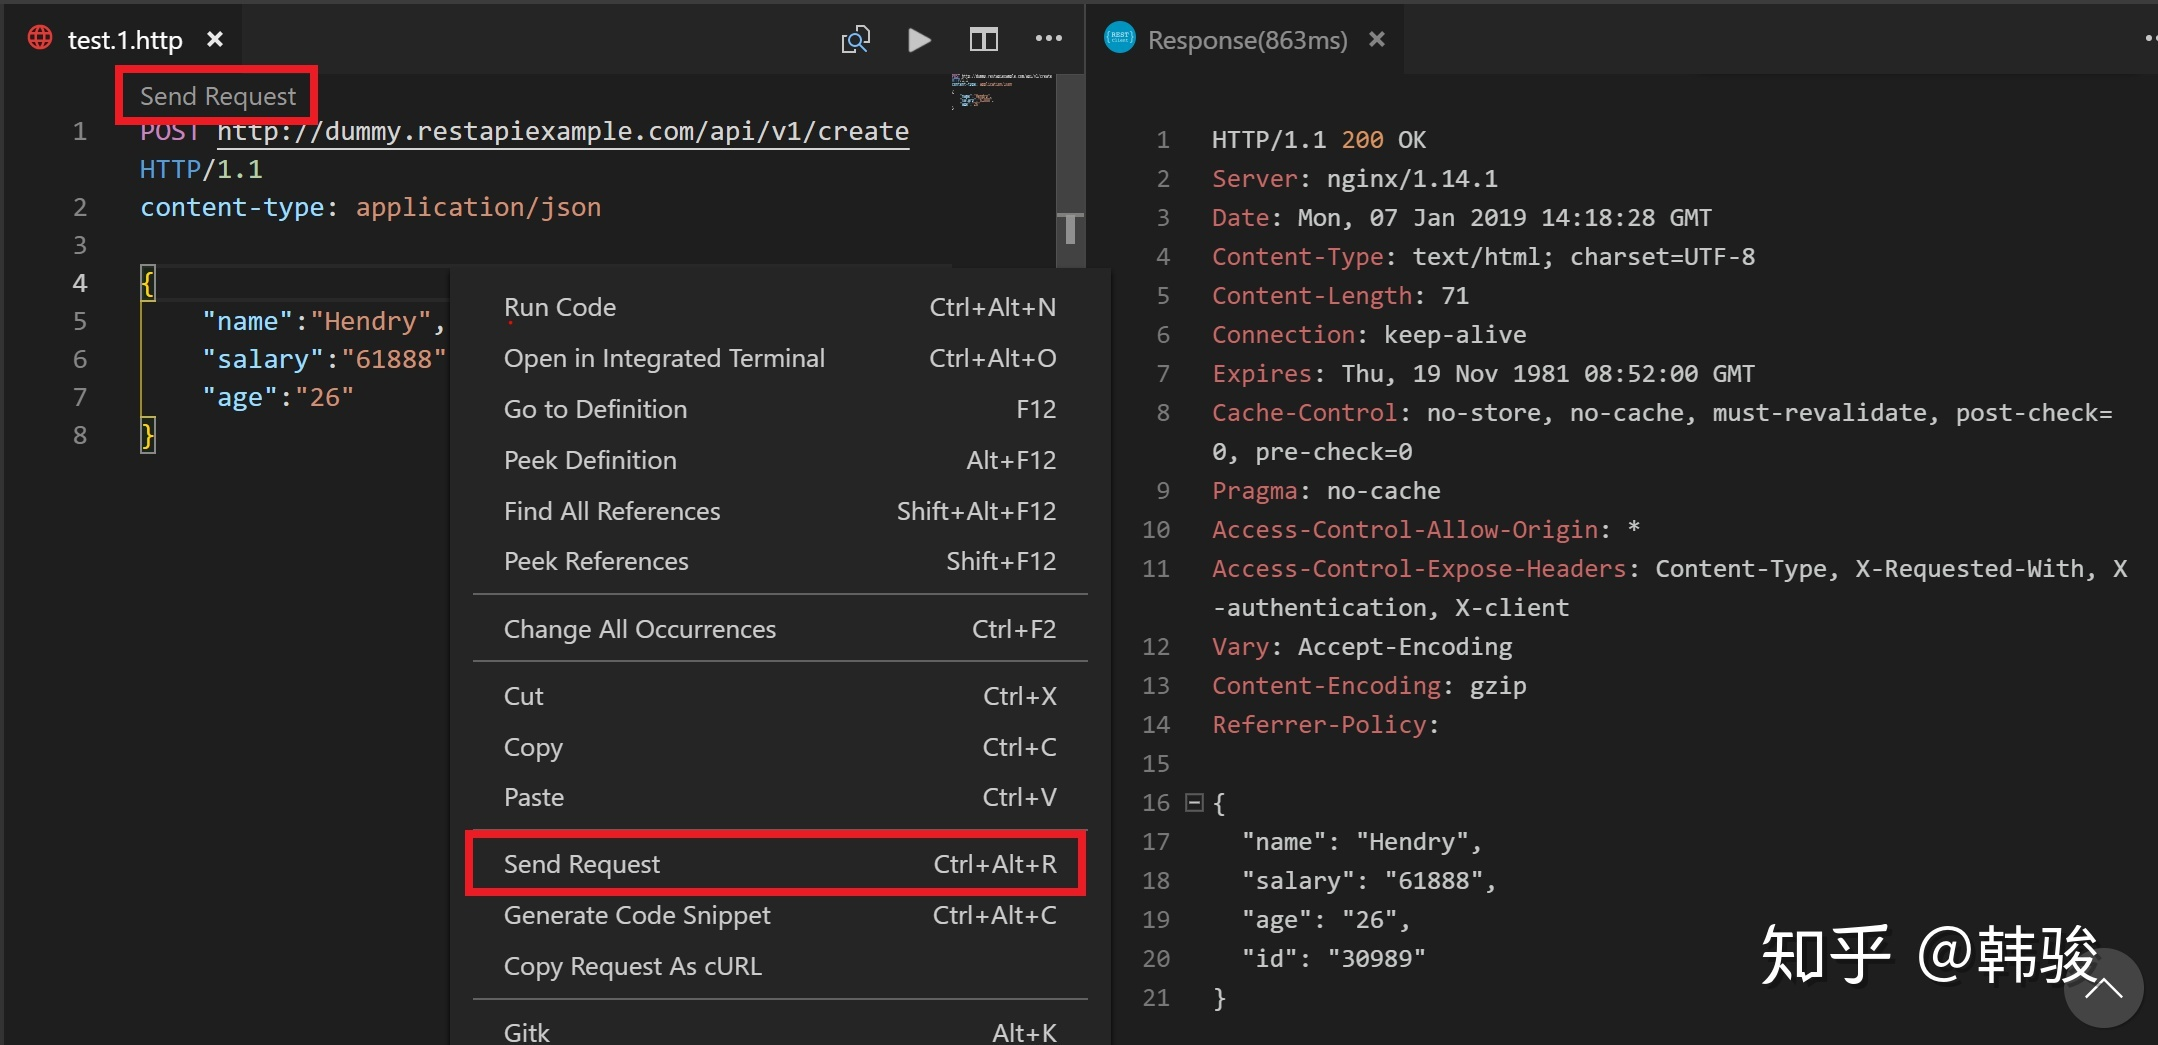 test.1.http
Send Request
1 POST http://dummy.restapiexample.com/api/v1/create
HTTP/1.1
2 content-type: application/json
3
4 {
5 "name":"Hendry",
6 "salary":"61888"
7 "age":"26"
8 }
Run Code Ctrl+Alt+N
Open in Integrated Terminal Ctrl+Alt+O
Go to Definition F12
Peek Definition Alt+F12
Find All References Shift+Alt+F12
Peek References Shift+F12
Change All Occurrences Ctrl+F2
Cut Ctrl+X
Copy Ctrl+C
Paste Ctrl+V
Send Request Ctrl+Alt+R
Generate Code Snippet Ctrl+Alt+C
Copy Request As cURL
Gitk Alt+K
Response(863ms)
1 HTTP/1.1 200 OK
2 Server: nginx/1.14.1
3 Date: Mon, 07 Jan 2019 14:18:28 GMT
4 Content-Type: text/html; charset=UTF-8
5 Content-Length: 71
6 Connection: keep-alive
7 Expires: Thu, 19 Nov 1981 08:52:00 GMT
8 Cache-Control: no-store, no-cache, must-revalidate, post-check=
0, pre-check=0
9 Pragma: no-cache
10 Access-Control-Allow-Origin: *
11 Access-Control-Expose-Headers: Content-Type, X-Requested-With, X
-authentication, X-client
12 Vary: Accept-Encoding
13 Content-Encoding: gzip
14 Referrer-Policy:
15
16 {
17 "name": "Hendry",
18 "salary": "61888",
19 "age": "26",
20 "id": "30989"
21 }
知乎 @韩骏